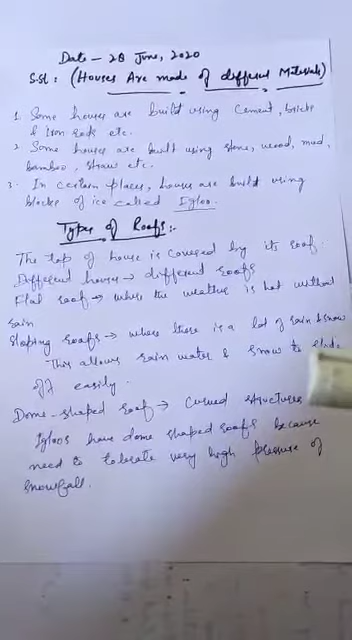 Date - 28 June, 2020
S.St : (Houses Are made of different Materials)
1. Some houses are build using Cement, bricks
& Iron rods etc.
2. Some houses are built using stone, wood, mud,
bamboo, straw etc.
3. In certain places, houses are build using
blocks of ice called Igloo.
Types of Roofs :-
The top of house is covered by its roof.
Different houses → different roofs
Flat roof → where the weather is hot without
rain
Sloping roofs → where there is a lot of rain & snow
This allows rain water & snow to slide
off easily.
Dome-shaped roof → curved structures
Igloos have dome shaped roofs because
need to tolerate very high pressure of
snowfall.